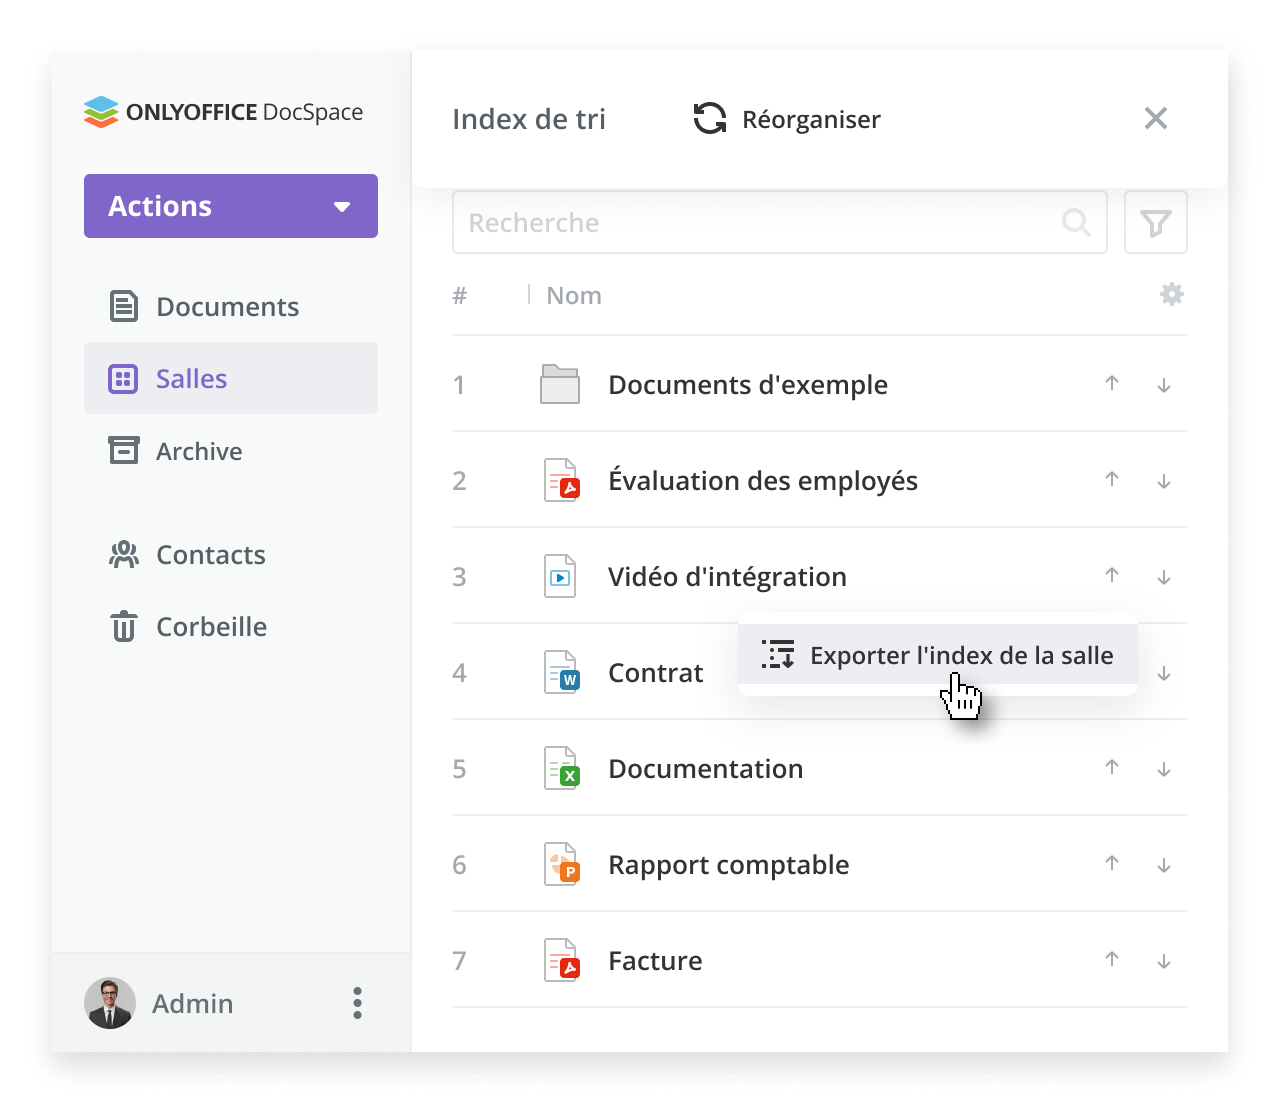 ONLYOFFICE DocSpace
Actions
Documents
Salles
Archive
Contacts
Corbeille
Admin
Index de tri
Réorganiser
Recherche
# Nom
1 Documents d'exemple
2 Évaluation des employés
3 Vidéo d'intégration
Exporter l'index de la salle
4 Contrat
W
5 Documentation
X
6 Rapport comptable
P
7 Facture